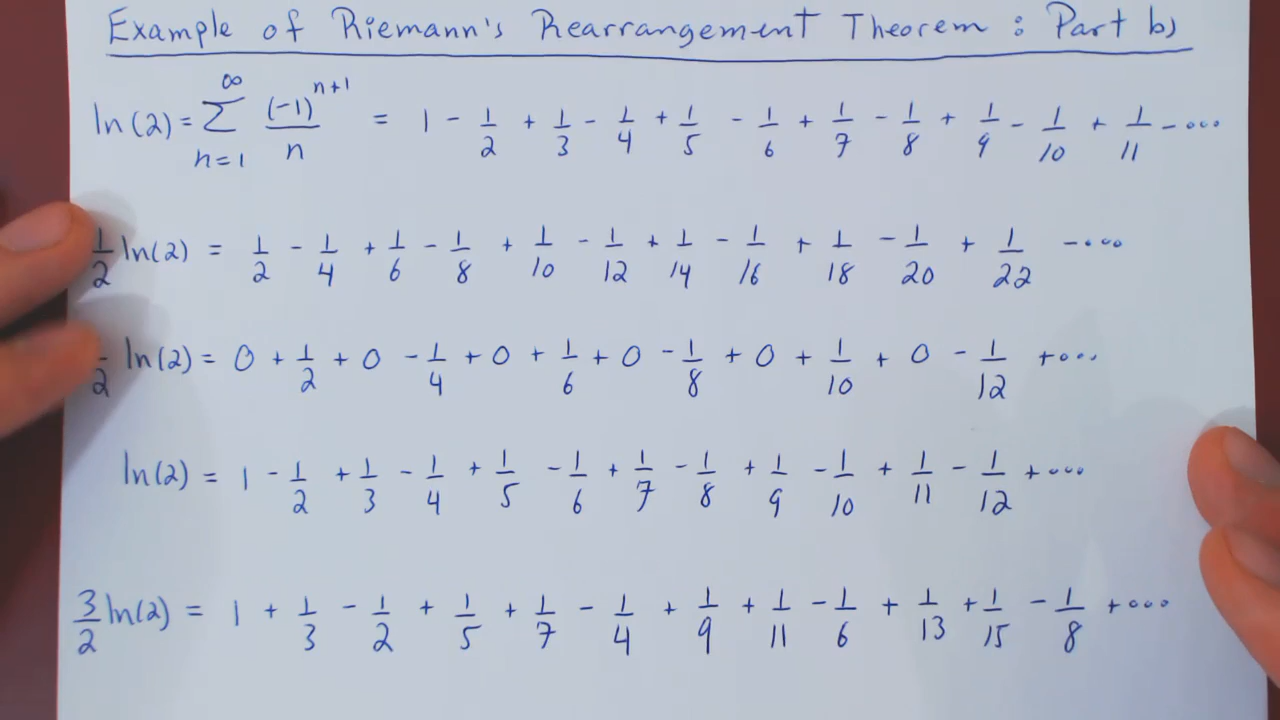 Example of Riemann's Rearrangement Theorem : Part b)
ln(2) = ∑_{n=1}^{∞} (-1)^{n+1}/n = 1 - 1/2 + 1/3 - 1/4 + 1/5 - 1/6 + 1/7 - 1/8 + 1/9 - 1/10 + 1/11 - ...
1/2 ln(2) = 1/2 - 1/4 + 1/6 - 1/8 + 1/10 - 1/12 + 1/14 - 1/16 + 1/18 - 1/20 + 1/22 - ...
/2 ln(2) = 0 + 1/2 + 0 - 1/4 + 0 + 1/6 + 0 - 1/8 + 0 + 1/10 + 0 - 1/12 + ...
ln(2) = 1 - 1/2 + 1/3 - 1/4 + 1/5 - 1/6 + 1/7 - 1/8 + 1/9 - 1/10 + 1/11 - 1/12 + ...
3/2 ln(2) = 1 + 1/3 - 1/2 + 1/5 + 1/7 - 1/4 + 1/9 + 1/11 - 1/6 + 1/13 + 1/15 - 1/8 + ...